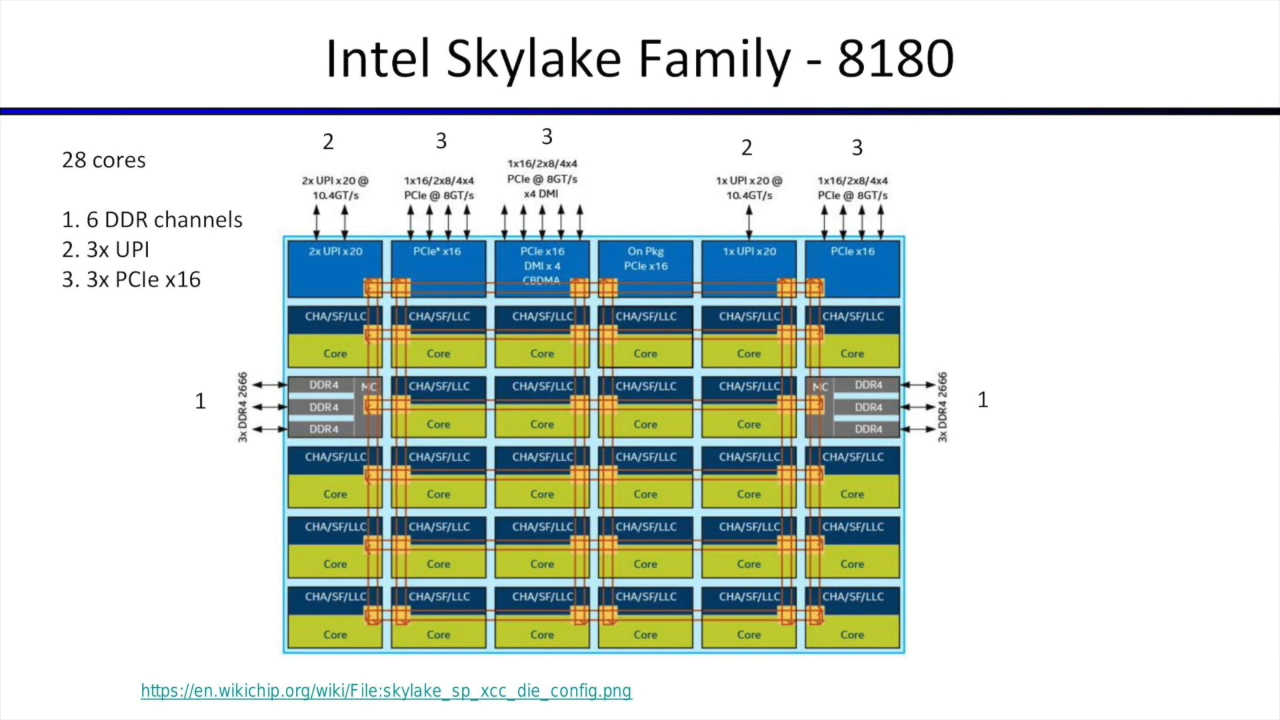 Intel Skylake Family - 8180
28 cores
1. 6 DDR channels
2. 3x UPI
3. 3x PCIe x16
2
3
3
2
3
2x UPI x20 @
10.4GT/s
1x16/2x8/4x4
PCIe @ 8GT/s
1x16/2x8/4x4
PCIe @ 8GT/s
x4 DMI
1x UPI x20 @
10.4GT/s
1x16/2x8/4x4
PCIe @ 8GT/s
2x UPI x20
PCIe* x16
PCIe x16
DMI x 4
CBDMA
On Pkg
PCIe x16
1x UPI x20
PCIe x16
CHA/SF/LLC CHA/SF/LLC CHA/SF/LLC CHA/SF/LLC CHA/SF/LLC CHA/SF/LLC
Core Core Core Core Core Core
1
3x DDR4 2666
DDR4
DDR4
DDR4
MC
CHA/SF/LLC CHA/SF/LLC CHA/SF/LLC CHA/SF/LLC
Core Core Core Core
MC
DDR4
DDR4
DDR4
3x DDR4 2666
1
CHA/SF/LLC CHA/SF/LLC CHA/SF/LLC CHA/SF/LLC CHA/SF/LLC CHA/SF/LLC
Core Core Core Core Core Core
CHA/SF/LLC CHA/SF/LLC CHA/SF/LLC CHA/SF/LLC CHA/SF/LLC CHA/SF/LLC
Core Core Core Core Core Core
CHA/SF/LLC CHA/SF/LLC CHA/SF/LLC CHA/SF/LLC CHA/SF/LLC CHA/SF/LLC
Core Core Core Core Core Core
https://en.wikichip.org/wiki/File:skylake_sp_xcc_die_config.png